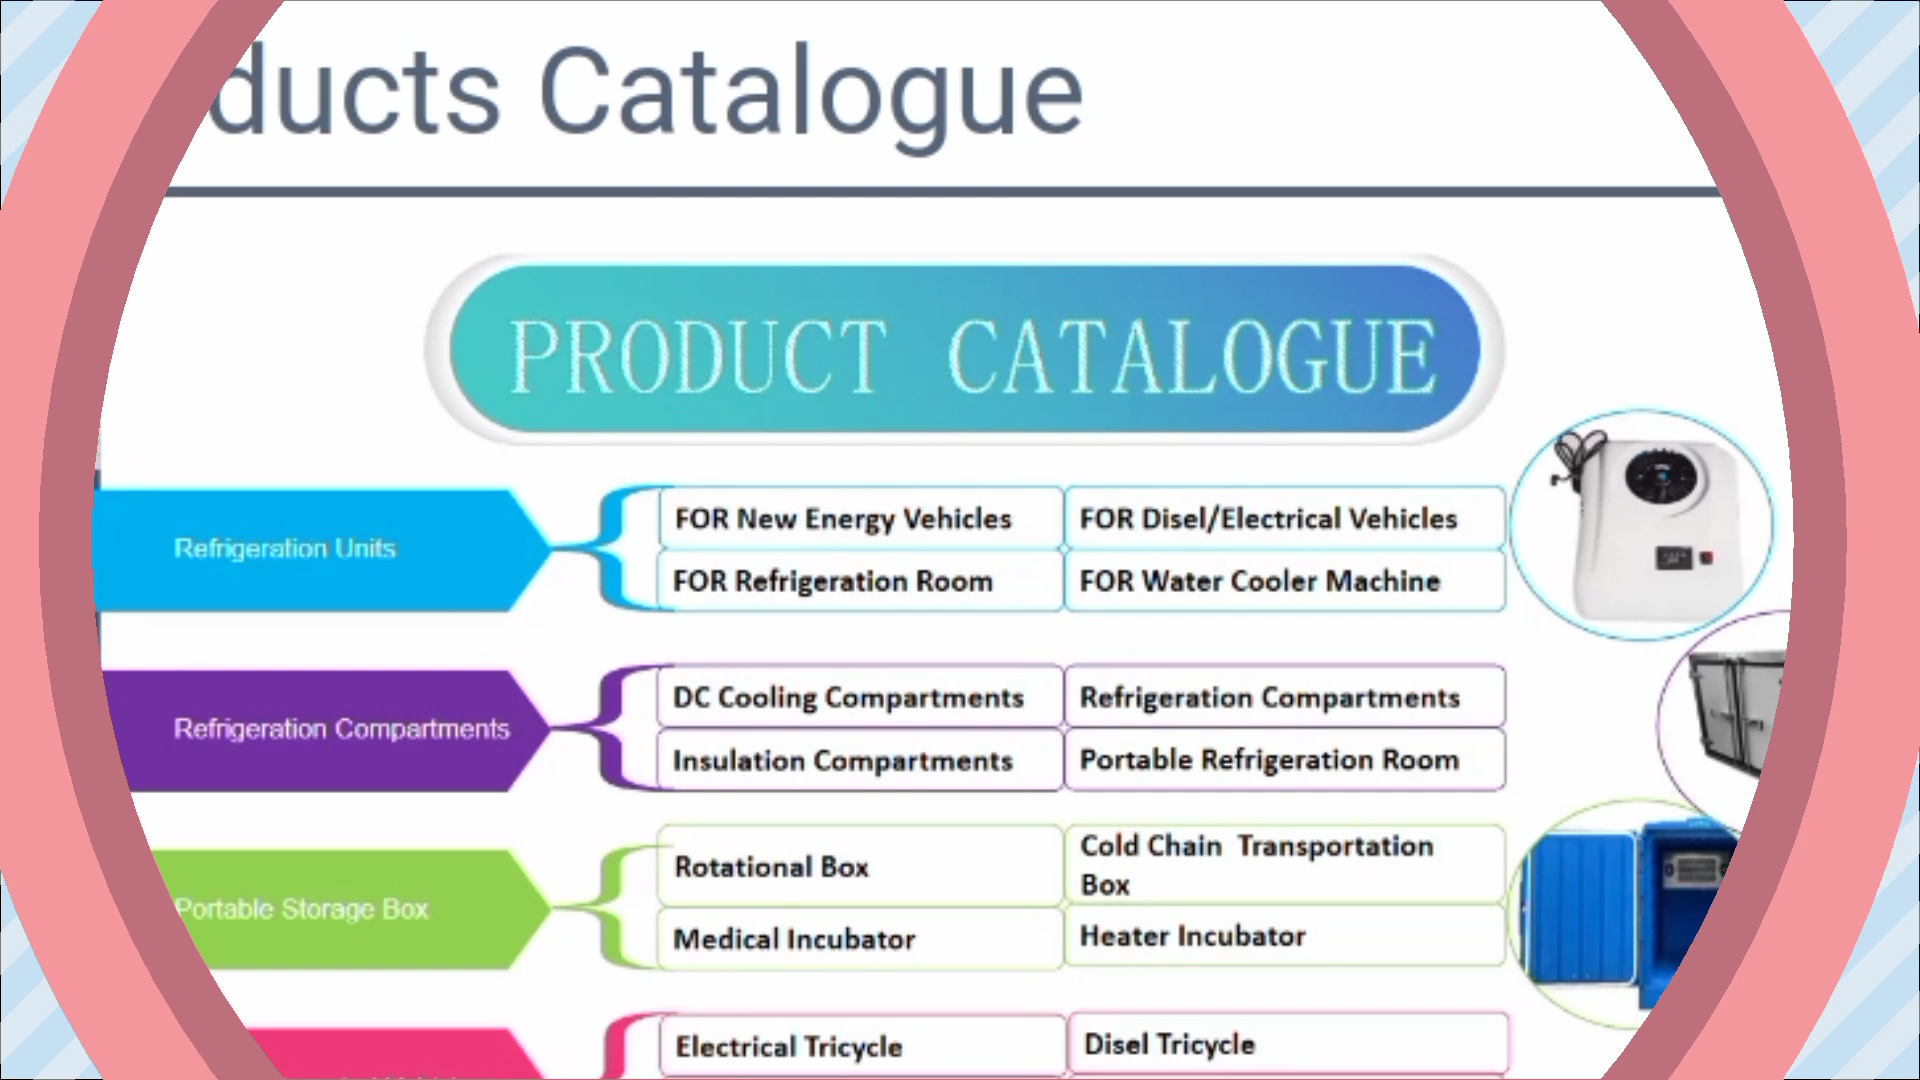 ducts Catalogue
PRODUCT CATALOGUE
Refrigeration Units
FOR New Energy Vehicles
FOR Disel/Electrical Vehicles
FOR Refrigeration Room
FOR Water Cooler Machine
Refrigeration Compartments
DC Cooling Compartments
Refrigeration Compartments
Insulation Compartments
Portable Refrigeration Room
Portable Storage Box
Rotational Box
Cold Chain Transportation
Box
Medical Incubator
Heater Incubator
Electrical Tricycle
Disel Tricycle